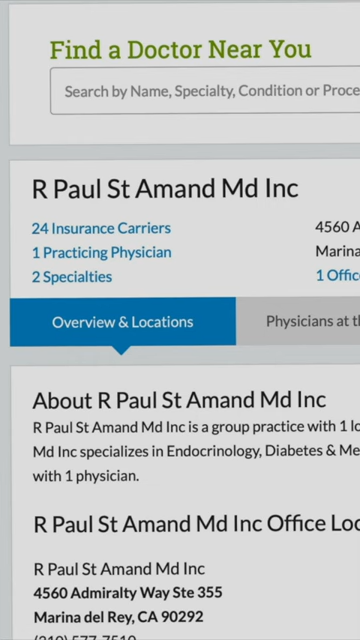 Find a Doctor Near You
Search by Name, Specialty, Condition or Proce
R Paul St Amand Md Inc
24 Insurance Carriers
4560 A
1 Practicing Physician
Marina
2 Specialties
1 Offic
Overview & Locations
Physicians at th
About R Paul St Amand Md Inc
R Paul St Amand Md Inc is a group practice with 1 lo
Md Inc specializes in Endocrinology, Diabetes & Me
with 1 physician.
R Paul St Amand Md Inc Office Loc
R Paul St Amand Md Inc
4560 Admiralty Way Ste 355
Marina del Rey, CA 90292
(310) 577-7510